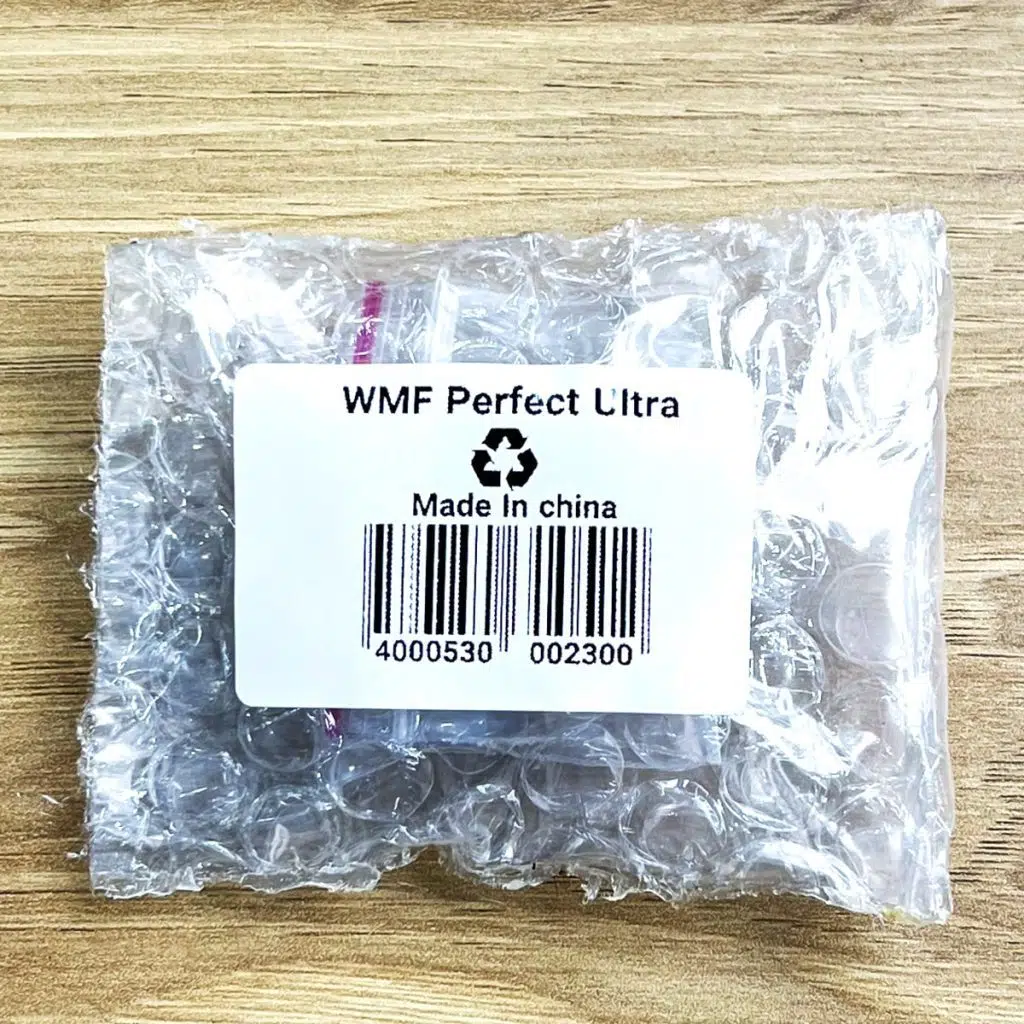 WMF Perfect Ultra
Made In china
4000530 002300